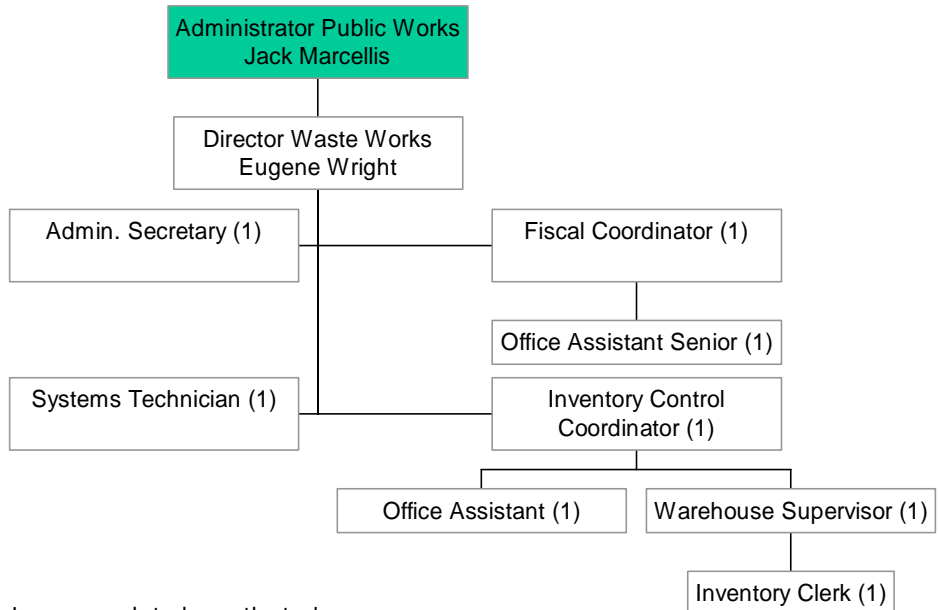 Administrator Public Works
Jack Marcellis
Director Waste Works
Eugene Wright
Admin. Secretary (1)
Fiscal Coordinator (1)
Office Assistant Senior (1)
Systems Technician (1)
Inventory Control
Coordinator (1)
Office Assistant (1)
Warehouse Supervisor (1)
Inventory Clerk (1)